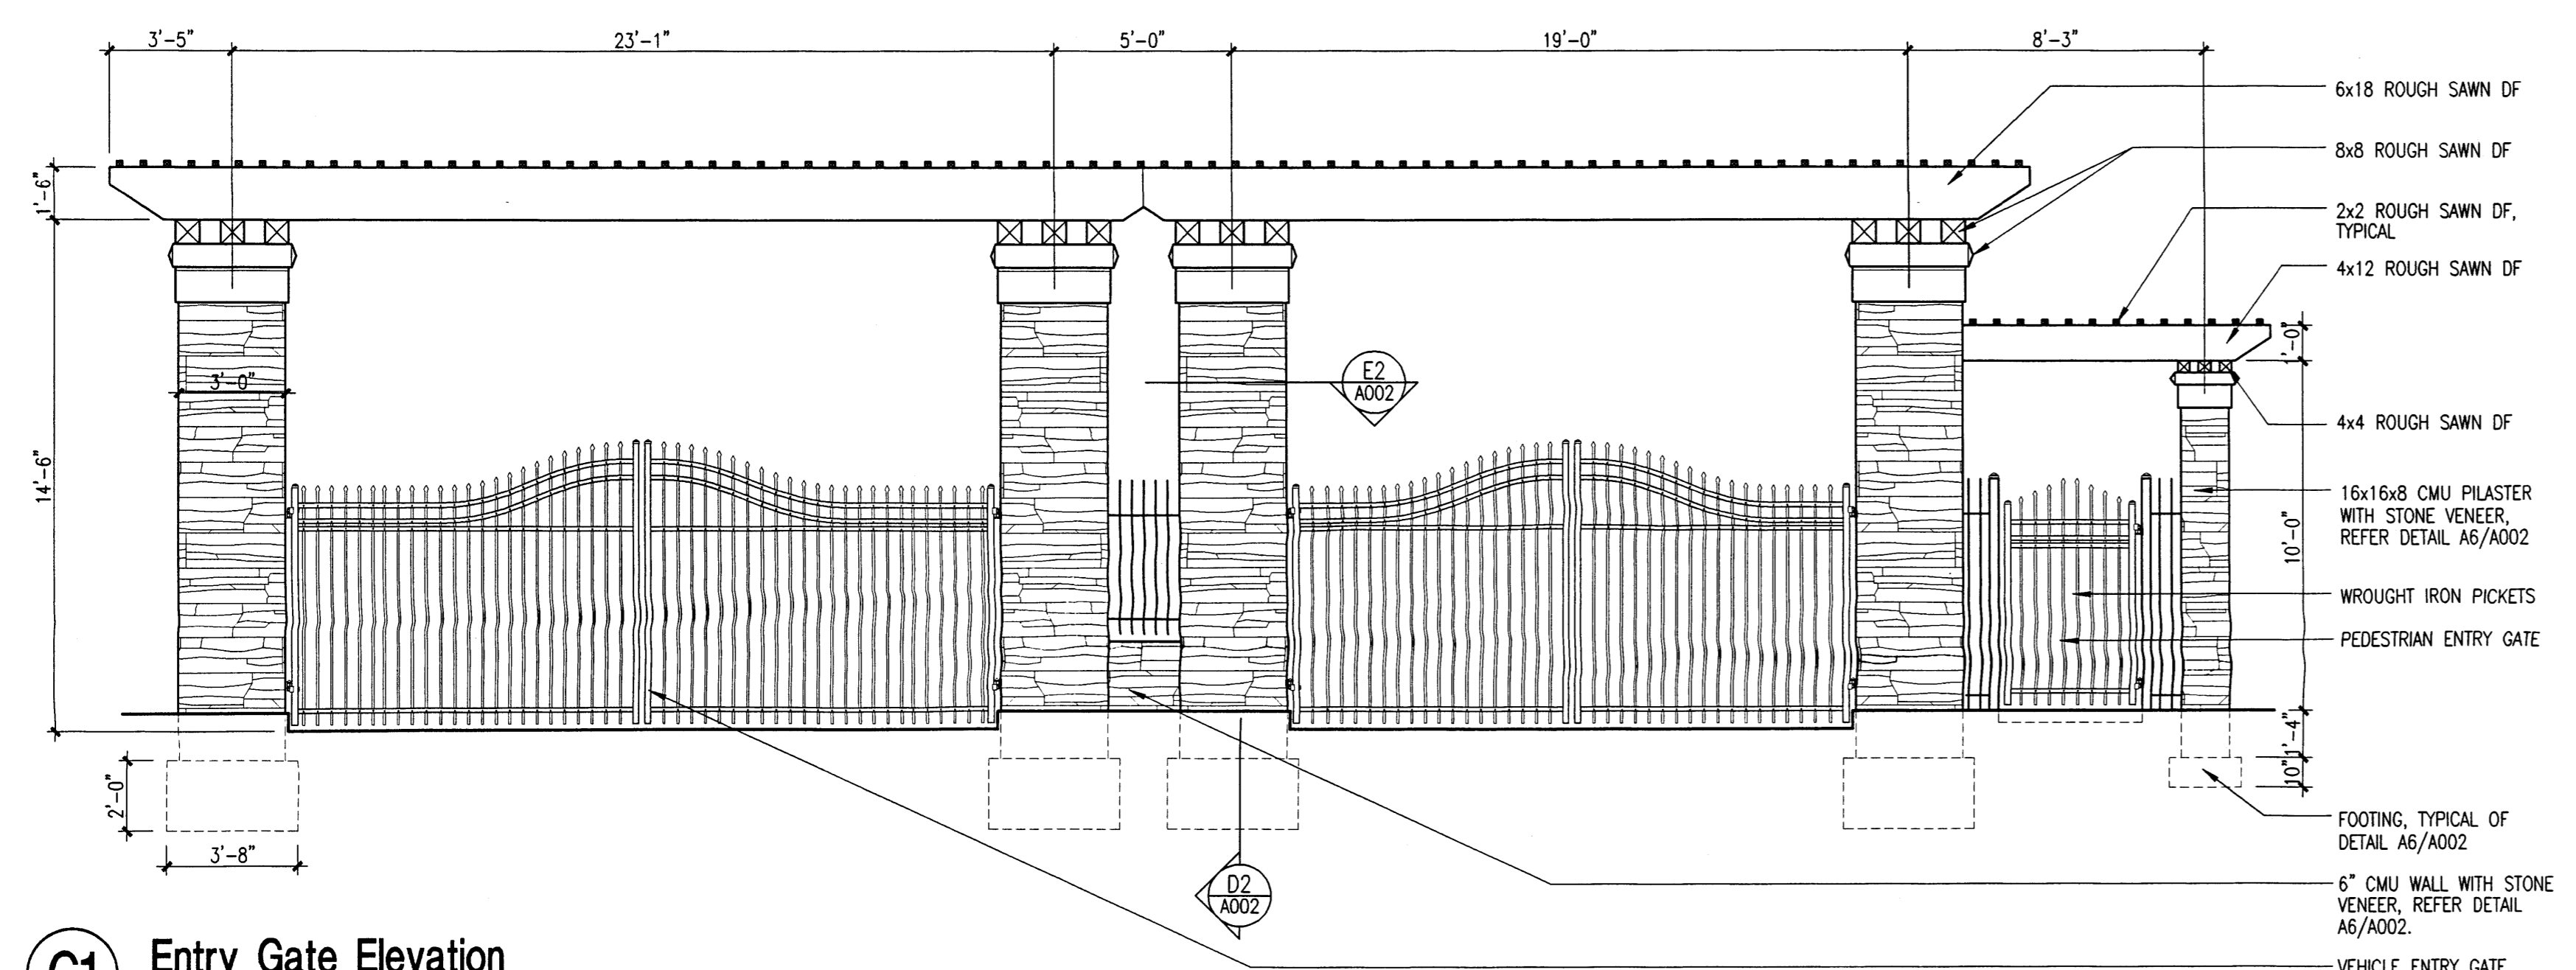 3'-5"
23'-1"
5'-0"
19'-0"
8'-3"
6x18 ROUGH SAWN DF
8x8 ROUGH SAWN DF
1'-6"
2x2 ROUGH SAWN DF,
TYPICAL
4x12 ROUGH SAWN DF
1'-0"
3'-0"
E2
A002
4x4 ROUGH SAWN DF
14'-6"
16x16x8 CMU PILASTER
WITH STONE VENEER,
REFER DETAIL A6/A002
10'-0"
WROUGHT IRON PICKETS
PEDESTRIAN ENTRY GATE
1'-4"
10"
2'-0"
FOOTING, TYPICAL OF
DETAIL A6/A002
3'-8"
D2
A002
6" CMU WALL WITH STONE
VENEER, REFER DETAIL
A6/A002.
C1
Entry Gate Elevation
VEHICLE ENTRY GATE